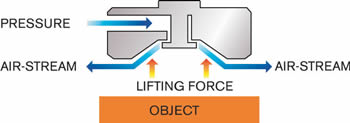 PRESSURE
AIR-STREAM
AIR-STREAM
LIFTING FORCE
OBJECT